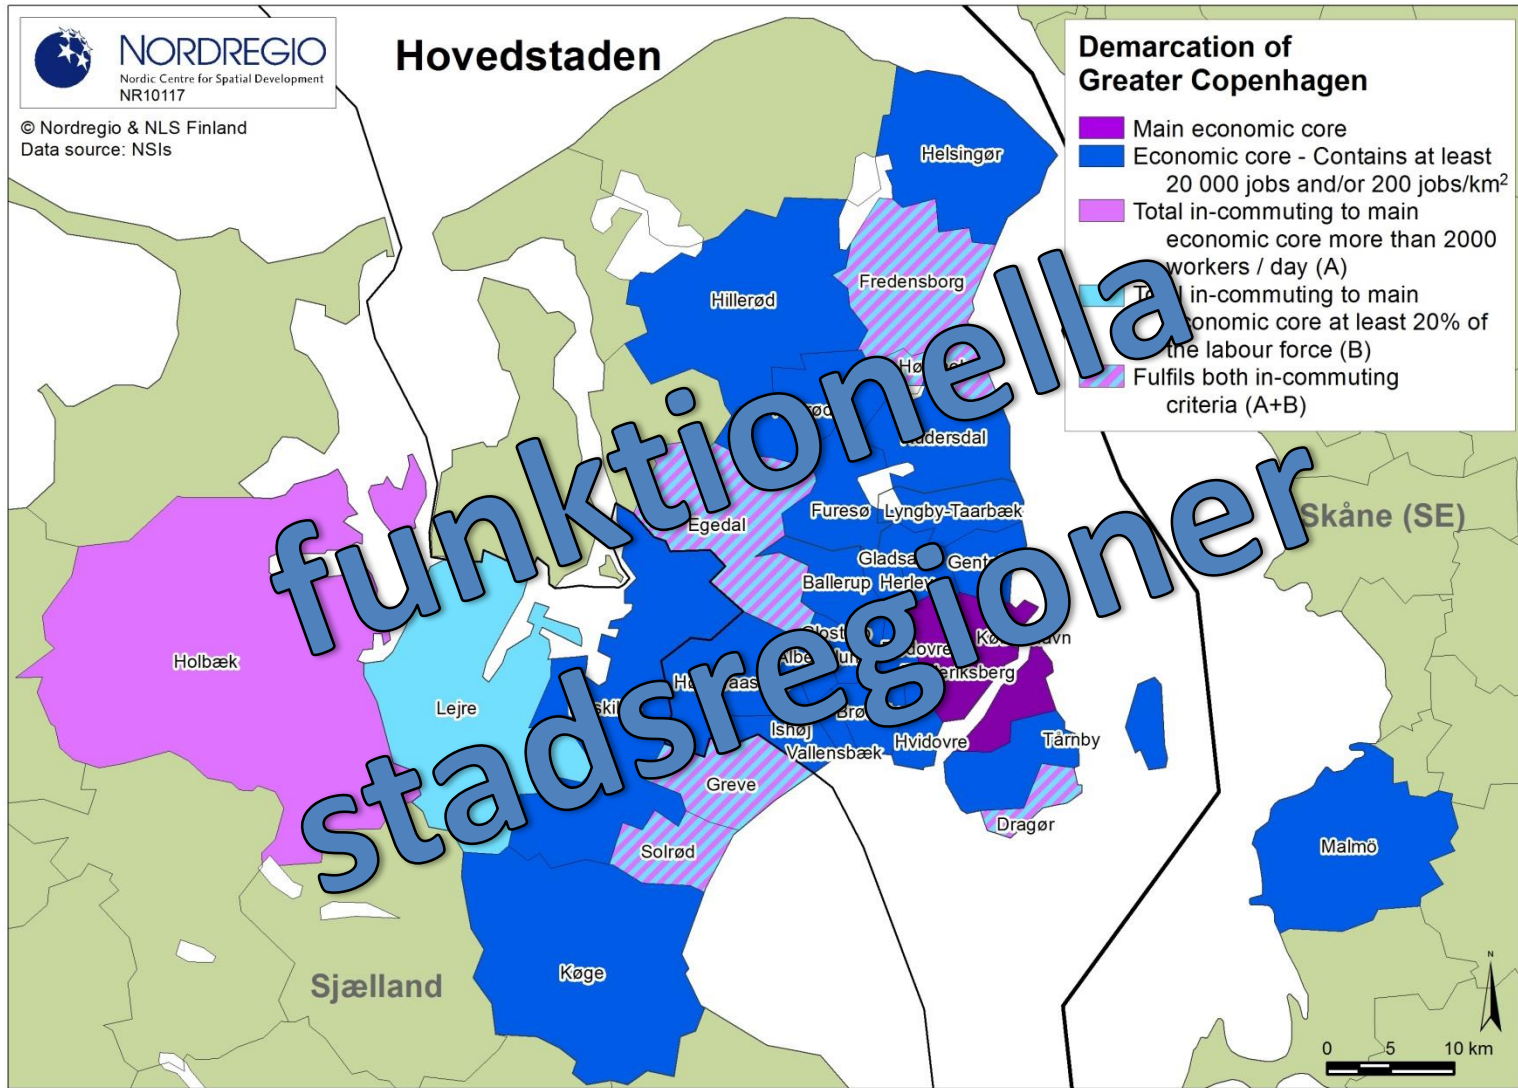 NORDREGIO
Nordic Centre for Spatial Development
NR10117
© Nordregio & NLS Finland
Data source: NSIs
Hovedstaden
Demarcation of
Greater Copenhagen
Main economic core
Economic core - Contains at least
20 000 jobs and/or 200 jobs/km²
Total in-commuting to main
economic core more than 2000
workers / day (A)
in-commuting to main
economic core at least 20% of
the labour force (B)
Fulfils both in-commuting
criteria (A+B)
Helsingør
Fredensborg
Hillerød
funktionella
stadsregioner
Furesø
Lyngby-Taarbæk
Egedal
Skåne (SE)
Ballerup
Herlev
Holbæk
Lejre
Ishøj
Vallensbæk
Hvidovre
Tårnby
Greve
Dragør
Solrød
Malmö
Køge
Sjælland
N
0 5 10 km